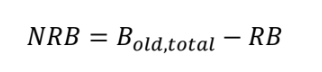 NRB = B_{old,total} − RB